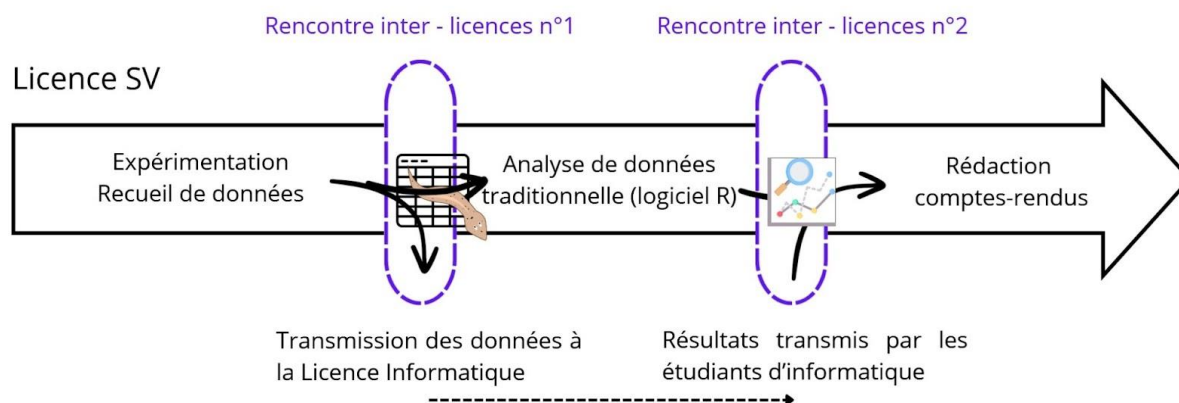 Rencontre inter - licences n°1
Rencontre inter - licences n°2
Licence SV
Expérimentation
Recueil de données
Analyse de données
traditionnelle (logiciel R)
Rédaction
comptes-rendus
Transmission des données à
la Licence Informatique
Résultats transmis par les
étudiants d'informatique